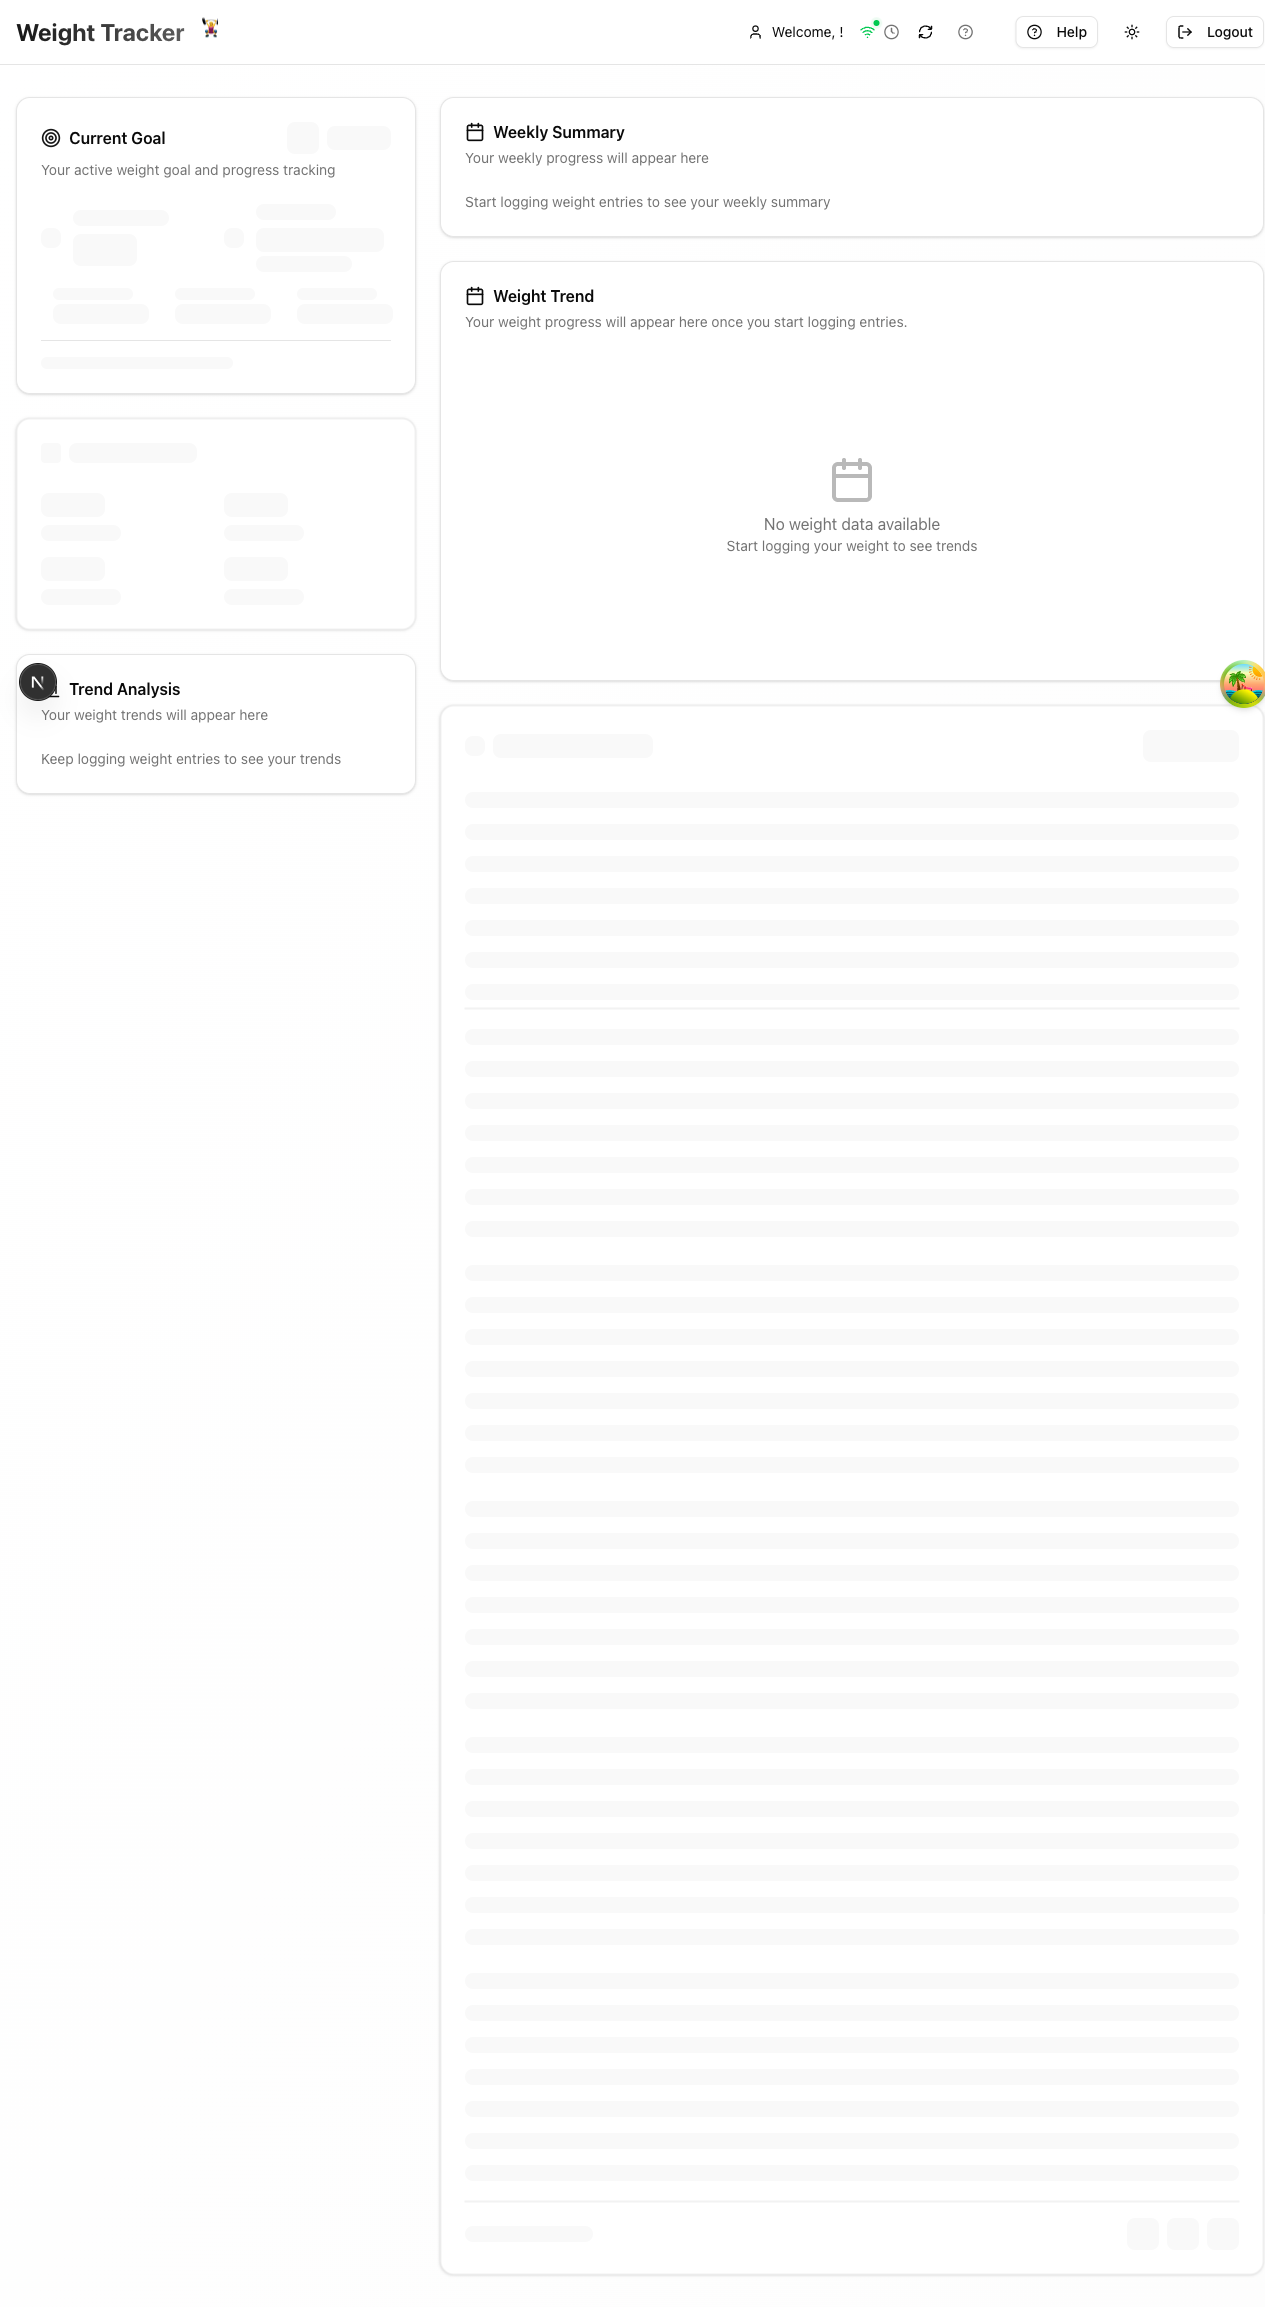 Weight Tracker
Welcome, !
Help
Logout
Current Goal
Your active weight goal and progress tracking
Weekly Summary
Your weekly progress will appear here
Start logging weight entries to see your weekly summary
Weight Trend
Your weight progress will appear here once you start logging entries.
No weight data available
Start logging your weight to see trends
N
Trend Analysis
Your weight trends will appear here
Keep logging weight entries to see your trends